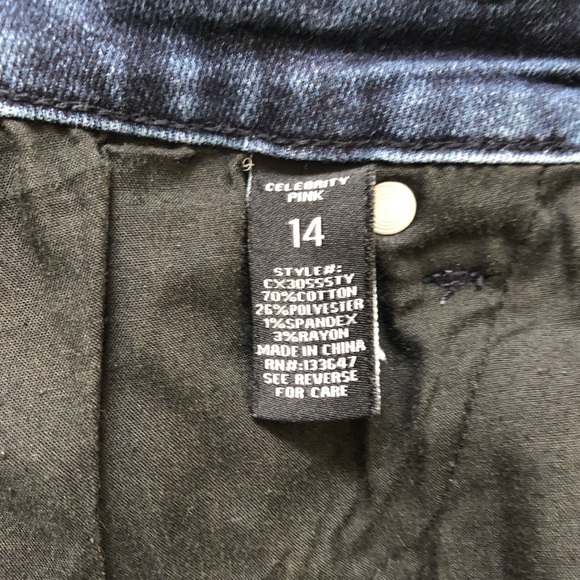 CELEBRITY
PINK
14
STYLE#:
CX30555TY
70%COTTON
26%POLYESTER
1%SPANDEX
3%RAYON
MADE IN CHINA
RN#:133647
SEE REVERSE
FOR CARE